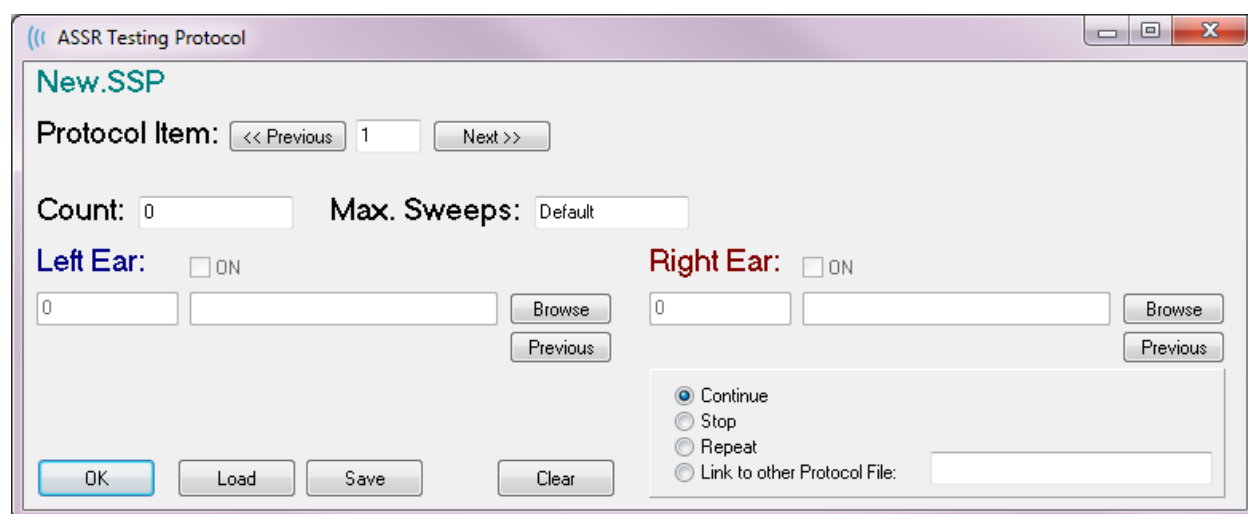 ASSR Testing Protocol
New.SSP
Protocol Item: << Previous 1 Next >>
Count: 0 Max. Sweeps: Default
Left Ear: ON Right Ear: ON
0 Browse 0 Browse
Previous Previous
Continue
Stop
Repeat
Link to other Protocol File:
OK Load Save Clear